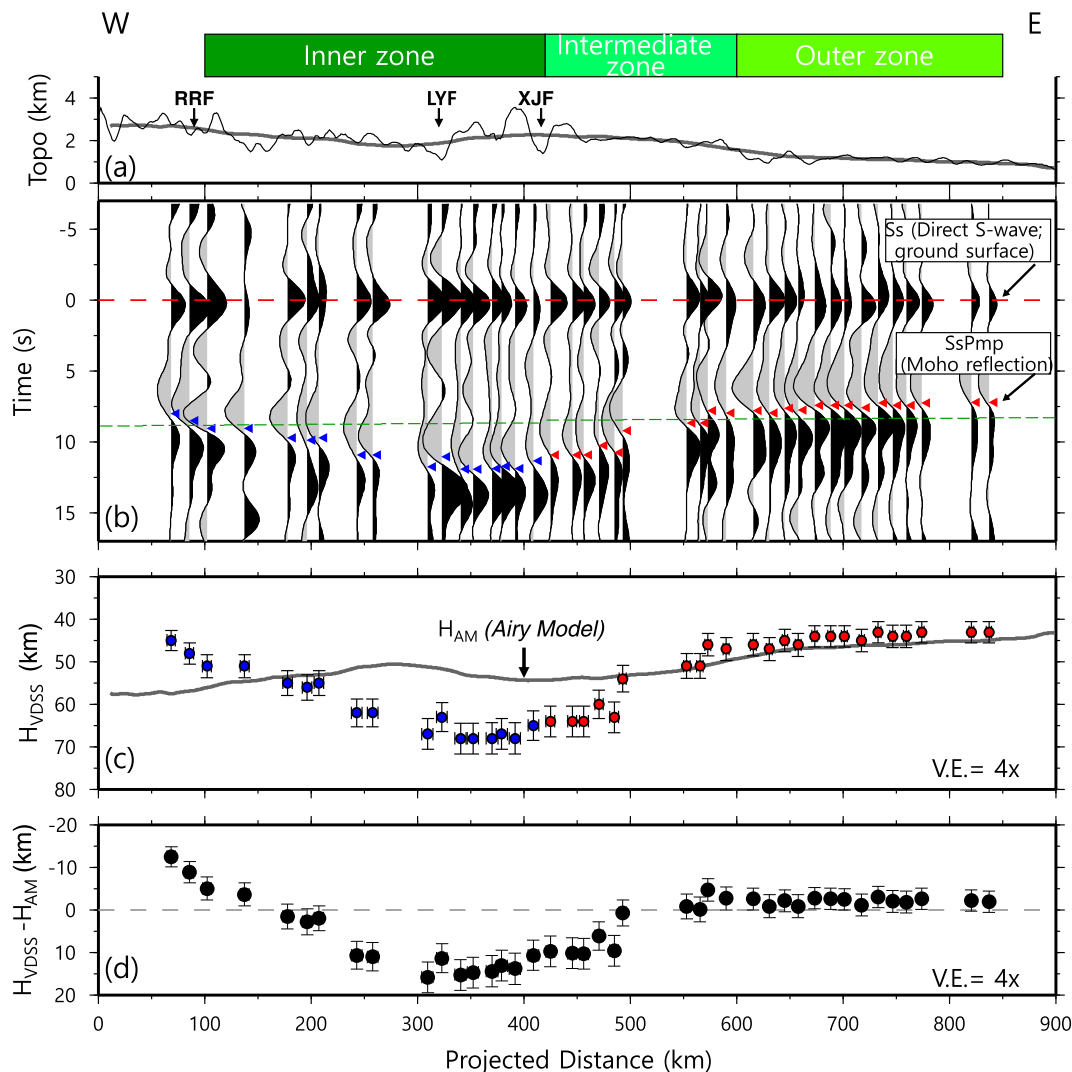 W
E
Inner zone
Intermediate
zone
Outer zone
Topo (km)
4
2
0
RRF
LYF
XJF
(a)
Time (s)
-5
0
5
10
15
Ss (Direct S-wave;
ground surface)
SsPmp
(Moho reflection)
(b)
H_VDSS (km)
30
40
50
60
70
80
H_AM (Airy Model)
(c)
V.E.= 4x
H_VDSS -H_AM (km)
-20
-10
0
10
20
(d)
V.E.= 4x
0 100 200 300 400 500 600 700 800 900
Projected Distance (km)